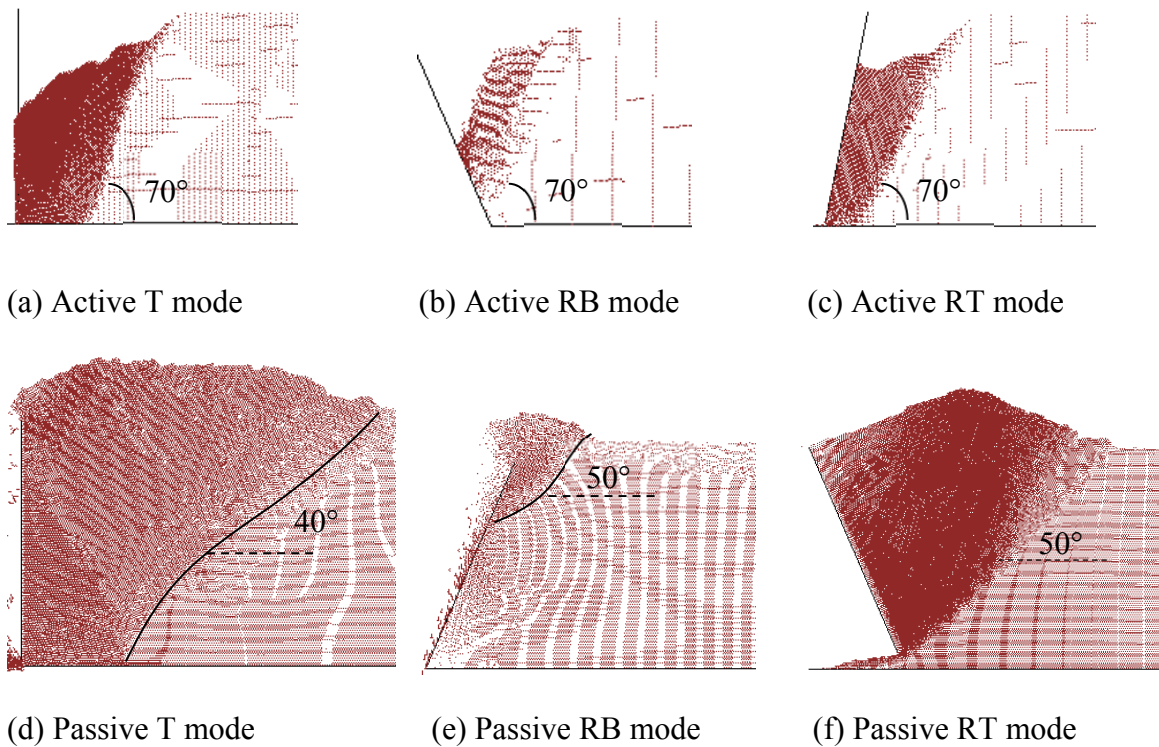 70°
70°
70°
(a) Active T mode
(b) Active RB mode
(c) Active RT mode
40°
50°
50°
(d) Passive T mode
(e) Passive RB mode
(f) Passive RT mode